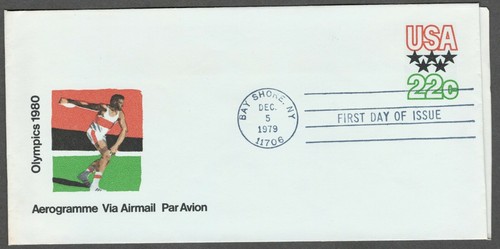 USA
22c
BAY SHORE, NY
DEC.
5
1979
11706
FIRST DAY OF ISSUE
Olympics 1980
Aerogramme Via Airmail Par Avion